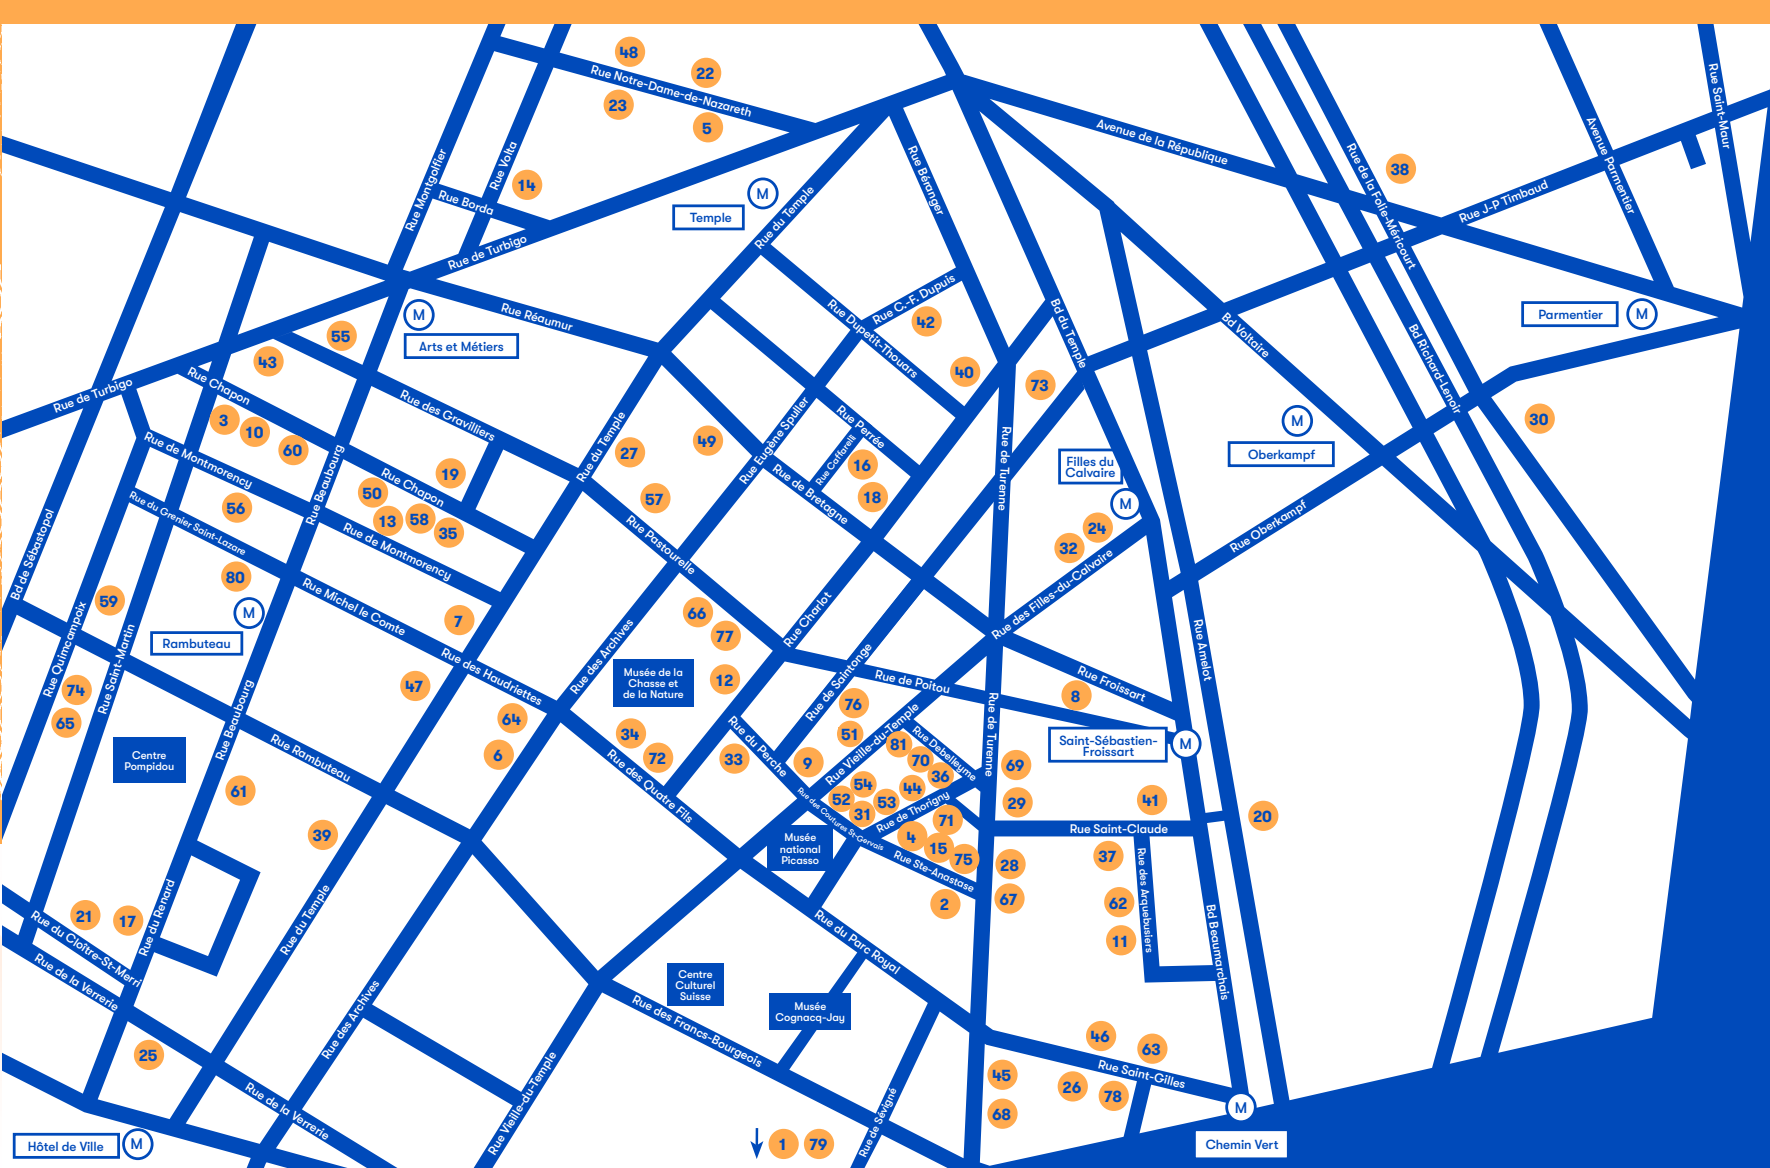 48
22
Rue Notre-Dame-de-Nazareth
23
5
Rue Volta
Rue Montgolfier
14
Rue Borda
Rue de Turbigo
M
Temple
Rue du Temple
Rue Béranger
Avenue de la République
Rue de la Folie-Méricourt
38
Rue J-P Timbaud
Avenue Parmentier
Rue Saint-Maur
Parmentier
M
55
M
Arts et Métiers
Rue Réaumur
Rue C.-F. Dupuis
42
Rue Dupetit-Thouars
Bd du Temple
Bd Voltaire
Bd Richard-Lenoir
43
Rue de Turbigo
Rue Chapon
Rue des Gravilliers
40
73
3
10
60
Rue de Montmorency
Rue Beaubourg
19
50
Rue Chapon
13
58
35
Rue du Temple
27
49
57
Rue Eugène Spuller
Rue Perrée
Rue Caffarelli
16
18
Rue de Bretagne
Rue de Turenne
Filles du
Calvaire
M
M
Oberkampf
30
Rue du Grenier Saint-Lazare
56
Rue de Montmorency
Rue Pastourelle
24
32
Rue des Filles-du-Calvaire
Rue Oberkampf
Bd de Sébastopol
59
80
M
Rambuteau
Rue Michel le Comte
7
Rue Quincampoix
Rue Saint-Martin
74
65
Centre
Pompidou
Rue Beaubourg
47
Rue des Haudriettes
64
6
Rue des Archives
66
77
Musée de la
Chasse et
de la Nature
12
Rue Charlot
Rue de Saintonge
Rue de Poitou
Rue Froissart
8
Rue Amelot
34
72
Rue du Perche
33
9
76
51
Rue Vieille-du-Temple
81
Rue Debelleyme
70
36
Rue de Turenne
69
Saint-Sébastien-
Froissart
M
Rue Rambuteau
61
39
Rue des Quatre Fils
54
52
44
53
31
Rue de Thorigny
Rue des Coutures St-Gervais
71
4
15
75
29
41
20
Rue Saint-Claude
Musée
national
Picasso
Rue Ste-Anastase
2
28
67
37
Rue des Arquebusiers
62
11
Bd Beaumarchais
21
17
Rue du Cloître-St-Merri
Rue du Renard
Rue du Temple
Rue de la Verrerie
Rue du Parc Royal
Centre
Culturel
Suisse
Musée
Cognacq-Jay
Rue des Francs-Bourgeois
25
Rue des Archives
Rue de la Verrerie
Rue Vieille-du-Temple
Rue de Sévigné
46
63
Rue Saint-Gilles
45
26
78
68
M
Chemin Vert
Hôtel de Ville
M
1
79